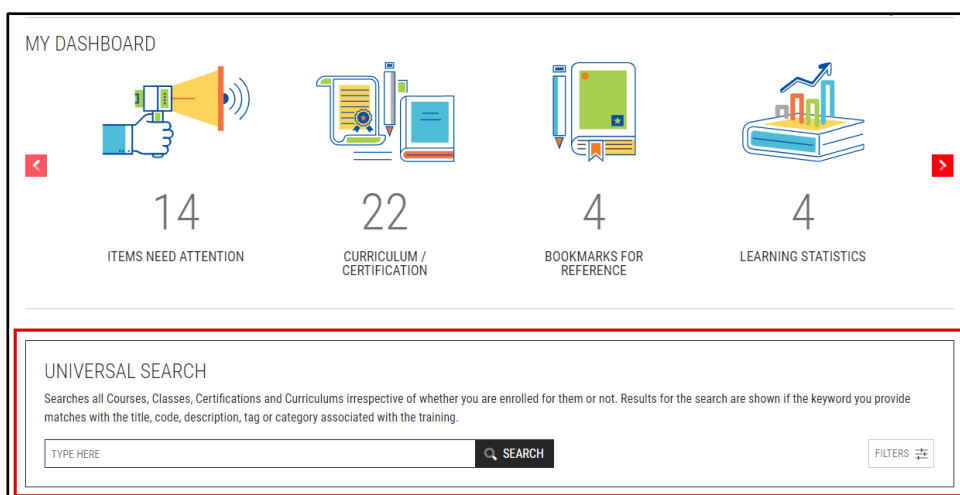 MY DASHBOARD
14
22
4
4
ITEMS NEED ATTENTION
CURRICULUM /
CERTIFICATION
BOOKMARKS FOR
REFERENCE
LEARNING STATISTICS
UNIVERSAL SEARCH
Searches all Courses, Classes, Certifications and Curriculums irrespective of whether you are enrolled for them or not. Results for the search are shown if the keyword you provide
matches with the title, code, description, tag or category associated with the training.
TYPE HERE
SEARCH
FILTERS